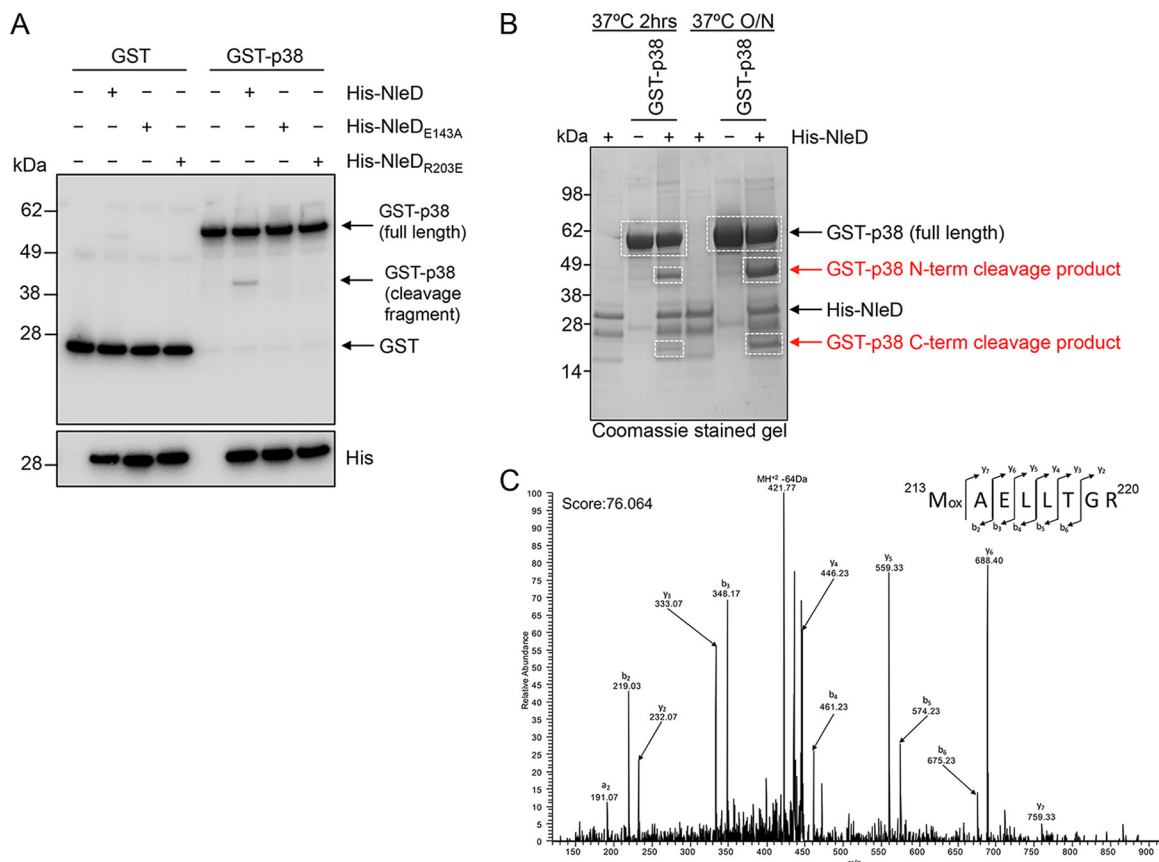 A
GST GST-p38
– + – – – + – – His-NleD
– – + – – – + – His-NleD_E143A
– – – + – – – + His-NleD_R203E
kDa
62
49
38
28
GST-p38
(full length)
GST-p38
(cleavage
fragment)
GST
28
His
B
37ºC 2hrs 37ºC O/N
GST-p38 GST-p38
kDa + – + + – + His-NleD
98
62
49
38
28
14
GST-p38 (full length)
GST-p38 N-term cleavage product
His-NleD
GST-p38 C-term cleavage product
Coomassie stained gel
C
Score:76.064
MH⁺² -64Da
421.77
y7 y6 y5 y4 y3 y2
213 Mox A E L L T G R 220
b2 b3 b4 b5 b6
Relative Abundance
100
95
90
85
80
75
70
65
60
55
50
45
40
35
30
25
20
15
10
5
0
a2
191.07
b2
219.03
y2
232.07
y3
333.07
b3
348.17
y4
446.23
b4
461.23
y5
559.33
b5
574.23
b6
675.23
y6
688.40
y7
759.33
150 200 250 300 350 400 450 500 550 600 650 700 750 800 850 900